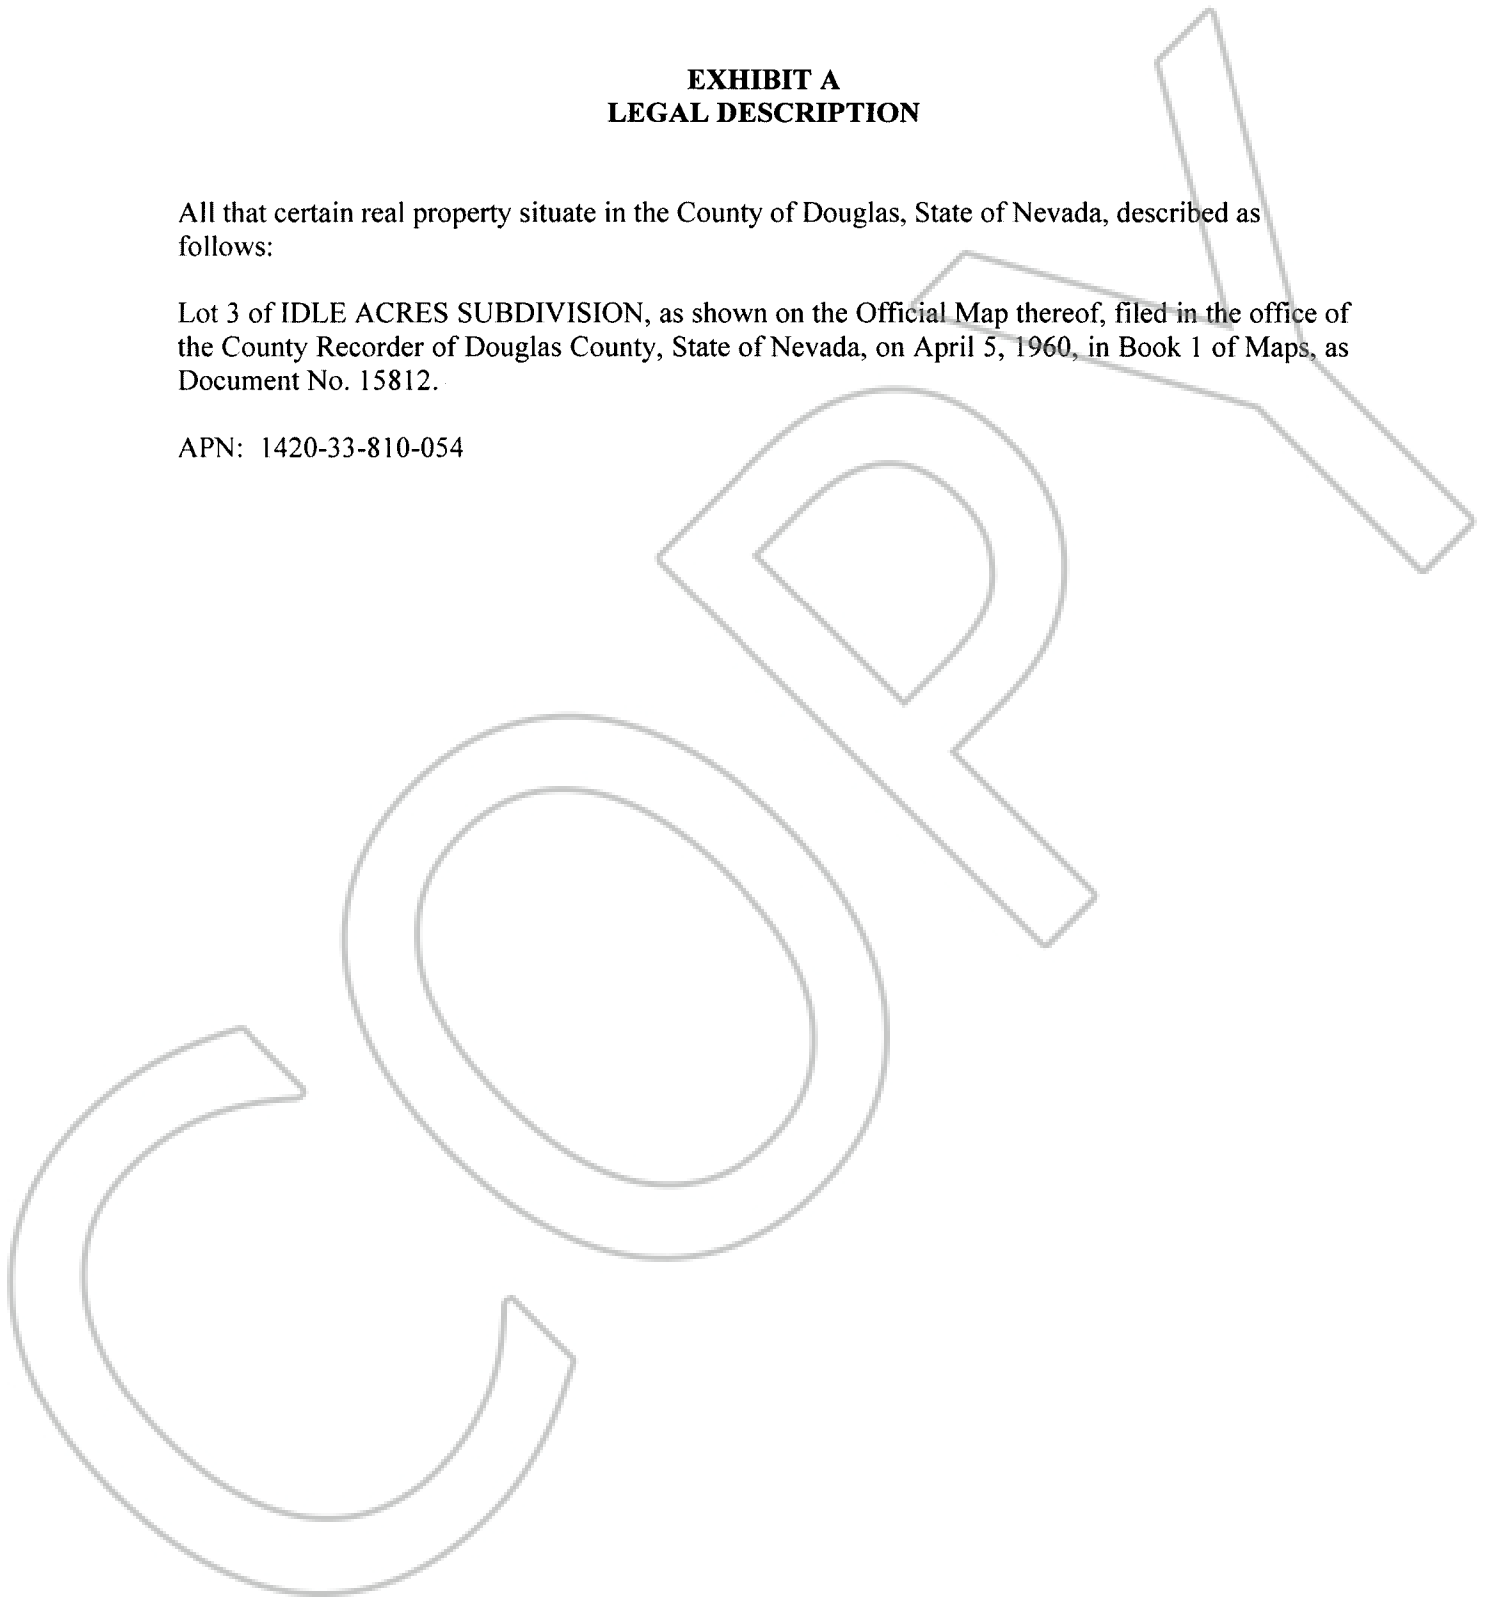 EXHIBIT A
LEGAL DESCRIPTION
All that certain real property situate in the County of Douglas, State of Nevada, described as
follows:
Lot 3 of IDLE ACRES SUBDIVISION, as shown on the Official Map thereof, filed in the office of
the County Recorder of Douglas County, State of Nevada, on April 5, 1960, in Book 1 of Maps, as
Document No. 15812.
APN: 1420-33-810-054
COPY